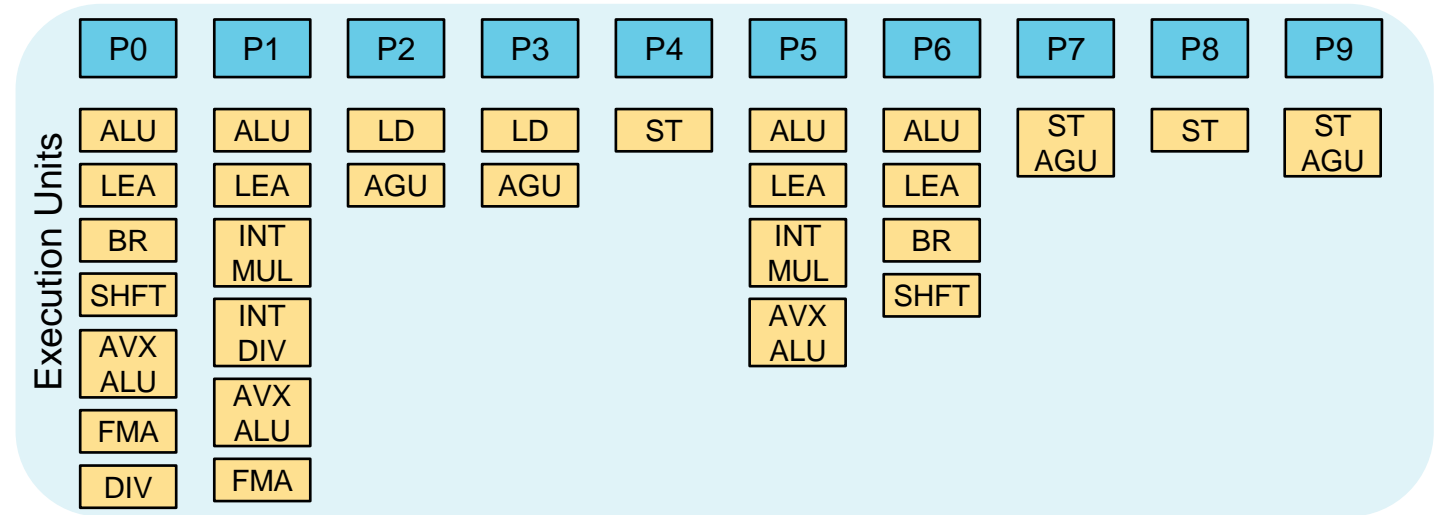 Execution Units
P0
P1
P2
P3
P4
P5
P6
P7
P8
P9
ALU
LEA
BR
SHFT
AVX
ALU
FMA
DIV
ALU
LEA
INT
MUL
INT
DIV
AVX
ALU
FMA
LD
AGU
LD
AGU
ST
ALU
LEA
INT
MUL
AVX
ALU
ALU
LEA
BR
SHFT
ST
AGU
ST
ST
AGU